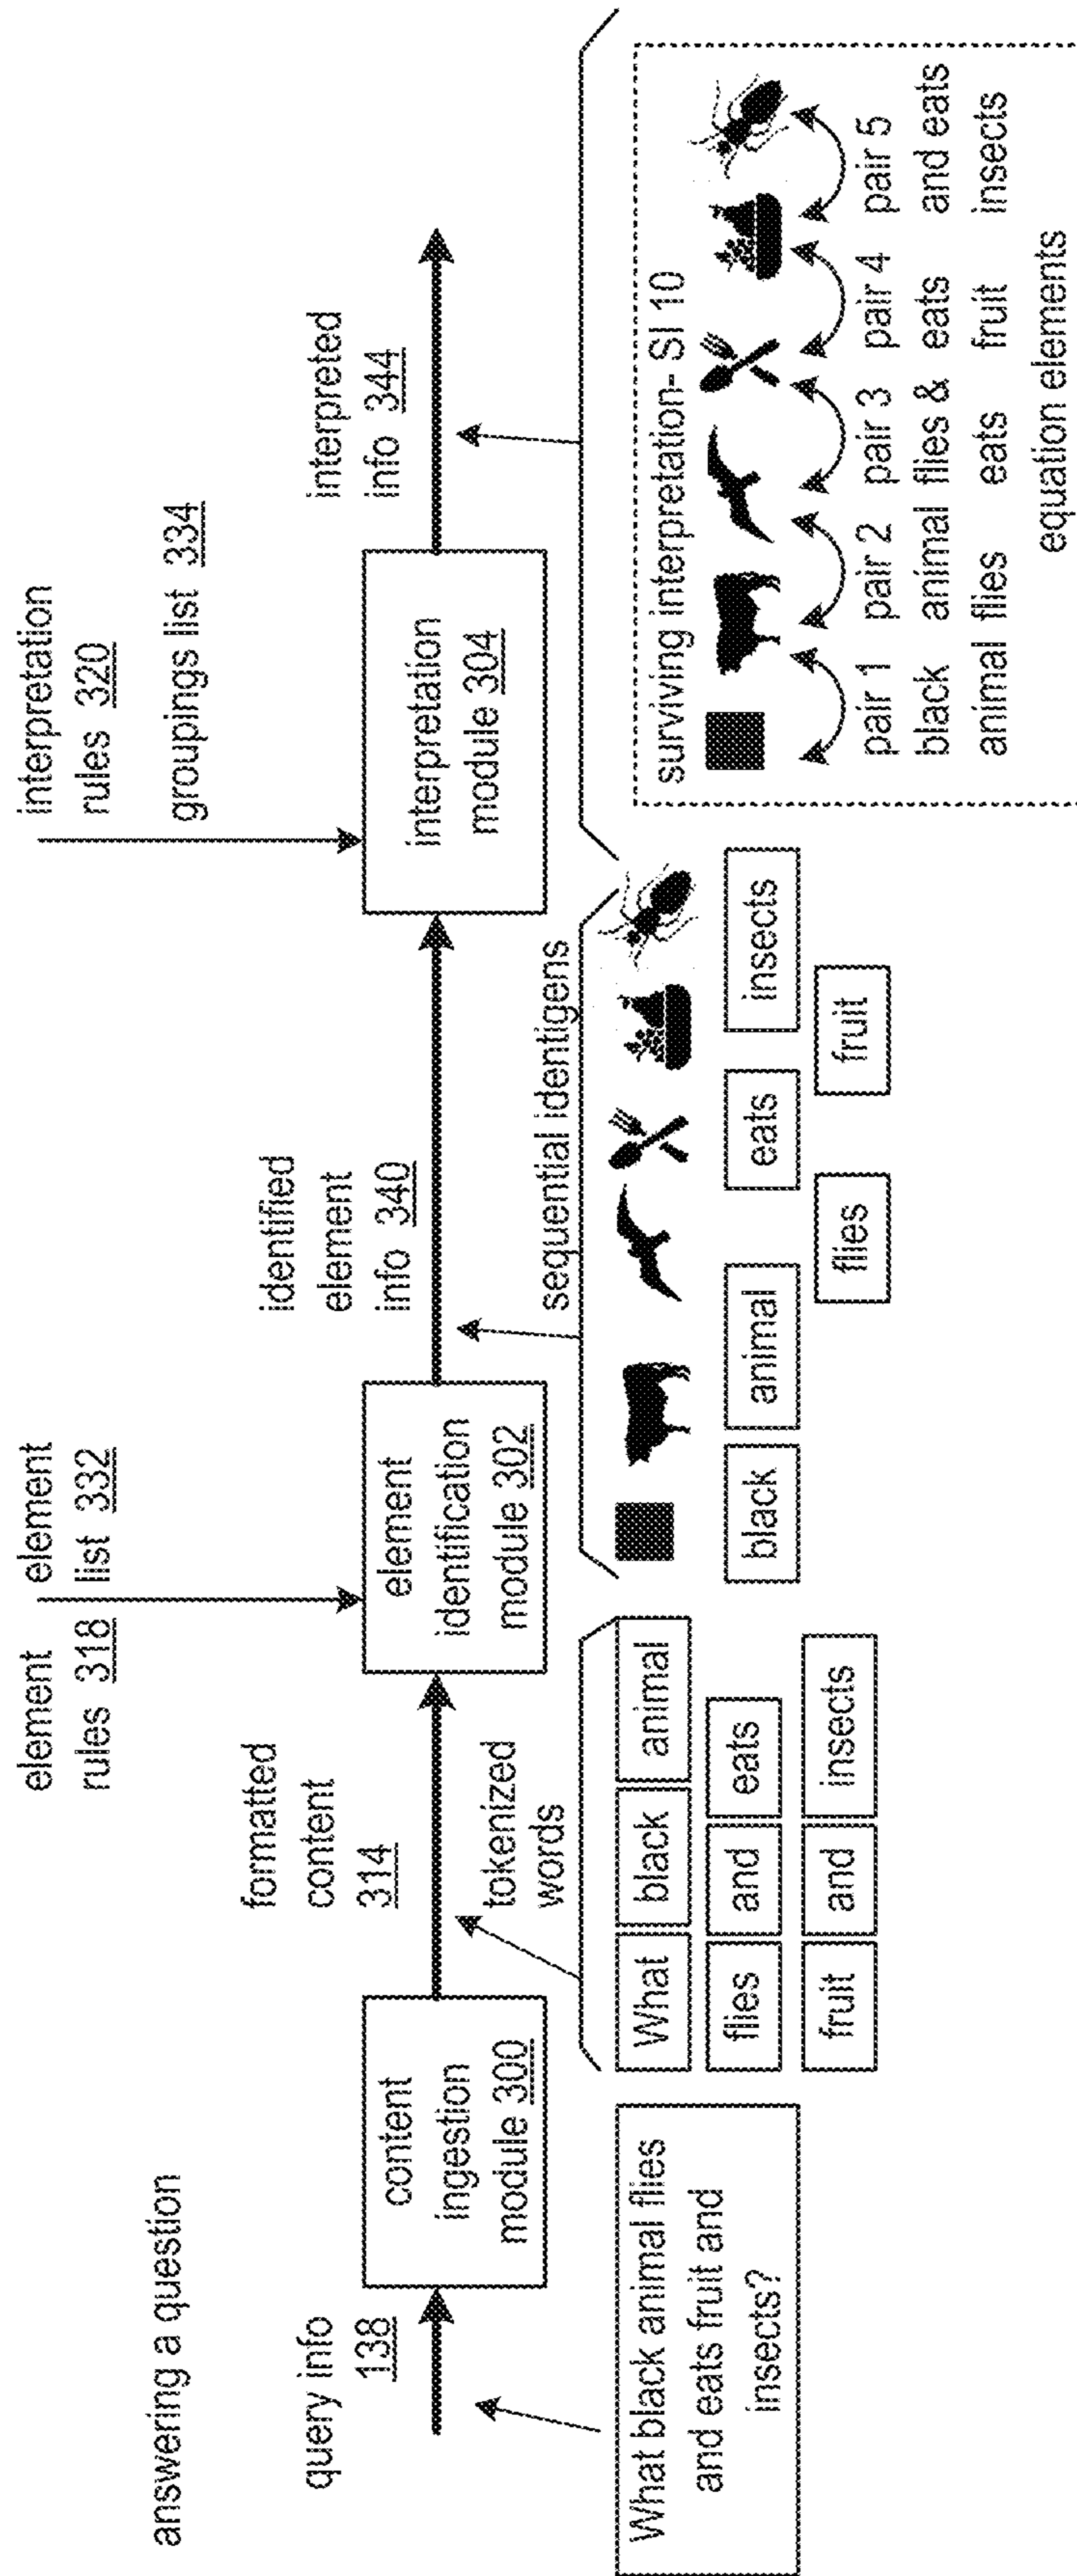 answering a question
query info
138
What black animal flies
and eats fruit and
insects?
content
ingestion
module 300
formatted
content
314
tokenized
words
What black animal
flies and eats
fruit and insects
element
rules 318
element
list 332
element
identification
module 302
identified
element
info 340
sequential identigens
black animal eats insects
flies fruit
interpretation
rules 320
groupings list 334
interpretation
module 304
interpreted
info 344
surviving interpretation- SI 10
pair 1 pair 2 pair 3 pair 4 pair 5
black animal flies & eats and eats
animal flies eats fruit insects
equation elements